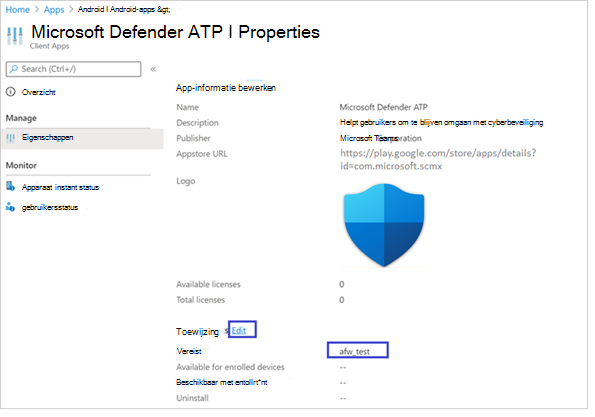 Home > Apps > Android I Android-apps &gt;
Microsoft Defender ATP I Properties
Client Apps
Search (Ctrl+/)
«
Overzicht
Manage
Eigenschappen
Monitor
Apparaat instant status
gebruikersstatus
App-informatie bewerken
Name Microsoft Defender ATP
Description Helpt gebruikers om te blijven omgaan met cyberbeveiliging
Publisher Microsoft Teams
Appstore URL https://play.google.com/store/apps/details?
id=com.microsoft.scmx
Logo
Available licenses 0
Total licenses 0
Toewijzing Edit
Vereist afw_test
Available for enrolled devices --
Beschikbaar met entollrt*nt --
Uninstall --